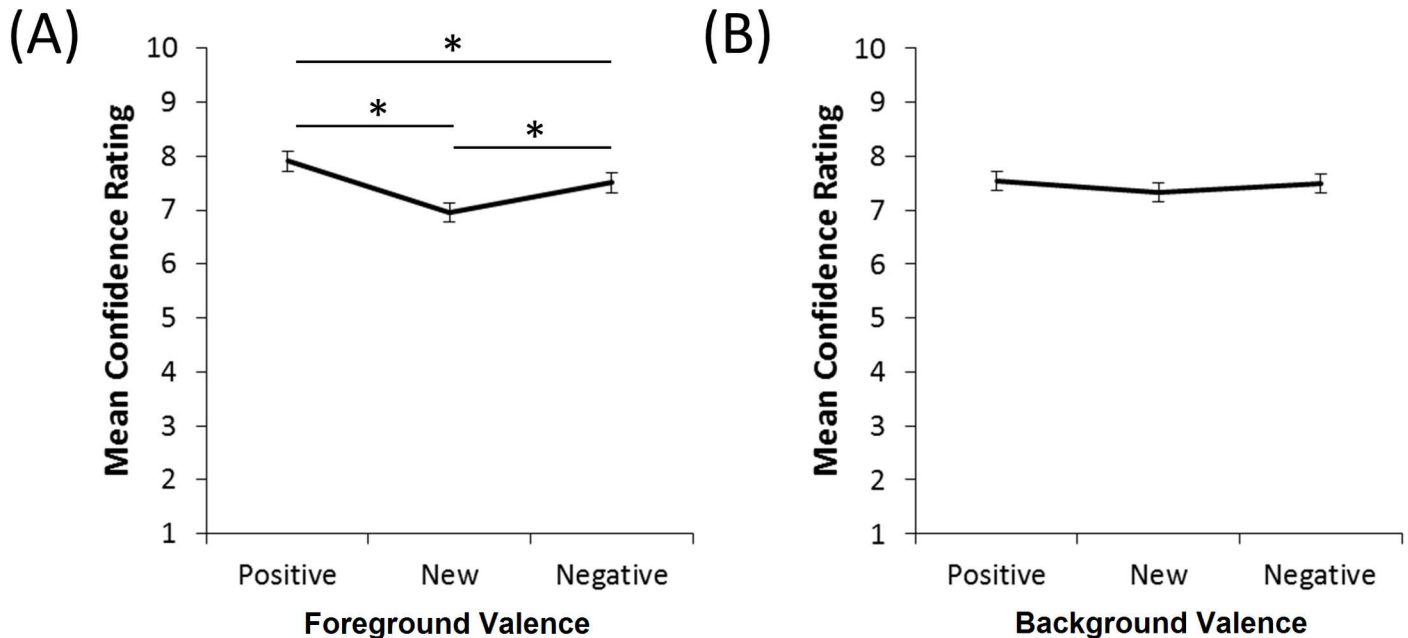 (A)
Mean Confidence Rating
10
9
8
7
6
5
4
3
2
1
*
*
*
Positive New Negative
Foreground Valence
(B)
Mean Confidence Rating
10
9
8
7
6
5
4
3
2
1
Positive New Negative
Background Valence